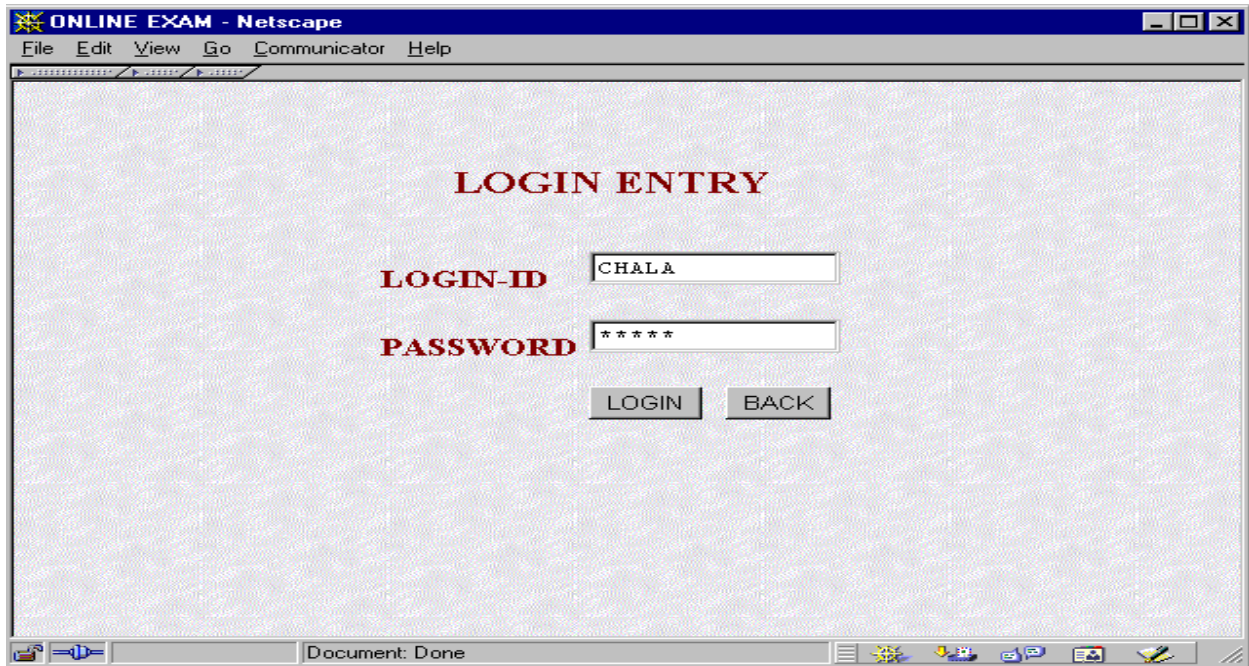 ONLINE EXAM - Netscape
File Edit View Go Communicator Help
LOGIN ENTRY
LOGIN-ID CHALA
PASSWORD *****
LOGIN BACK
Document: Done